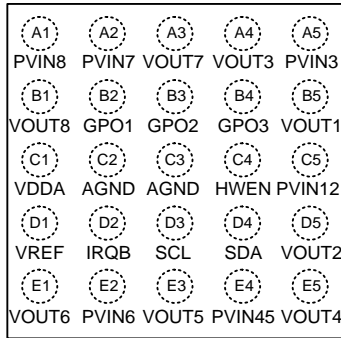 A1 A2 A3 A4 A5
PVIN8 PVIN7 VOUT7 VOUT3 PVIN3
B1 B2 B3 B4 B5
VOUT8 GPO1 GPO2 GPO3 VOUT1
C1 C2 C3 C4 C5
VDDA AGND AGND HWEN PVIN12
D1 D2 D3 D4 D5
VREF IRQB SCL SDA VOUT2
E1 E2 E3 E4 E5
VOUT6 PVIN6 VOUT5 PVIN45 VOUT4